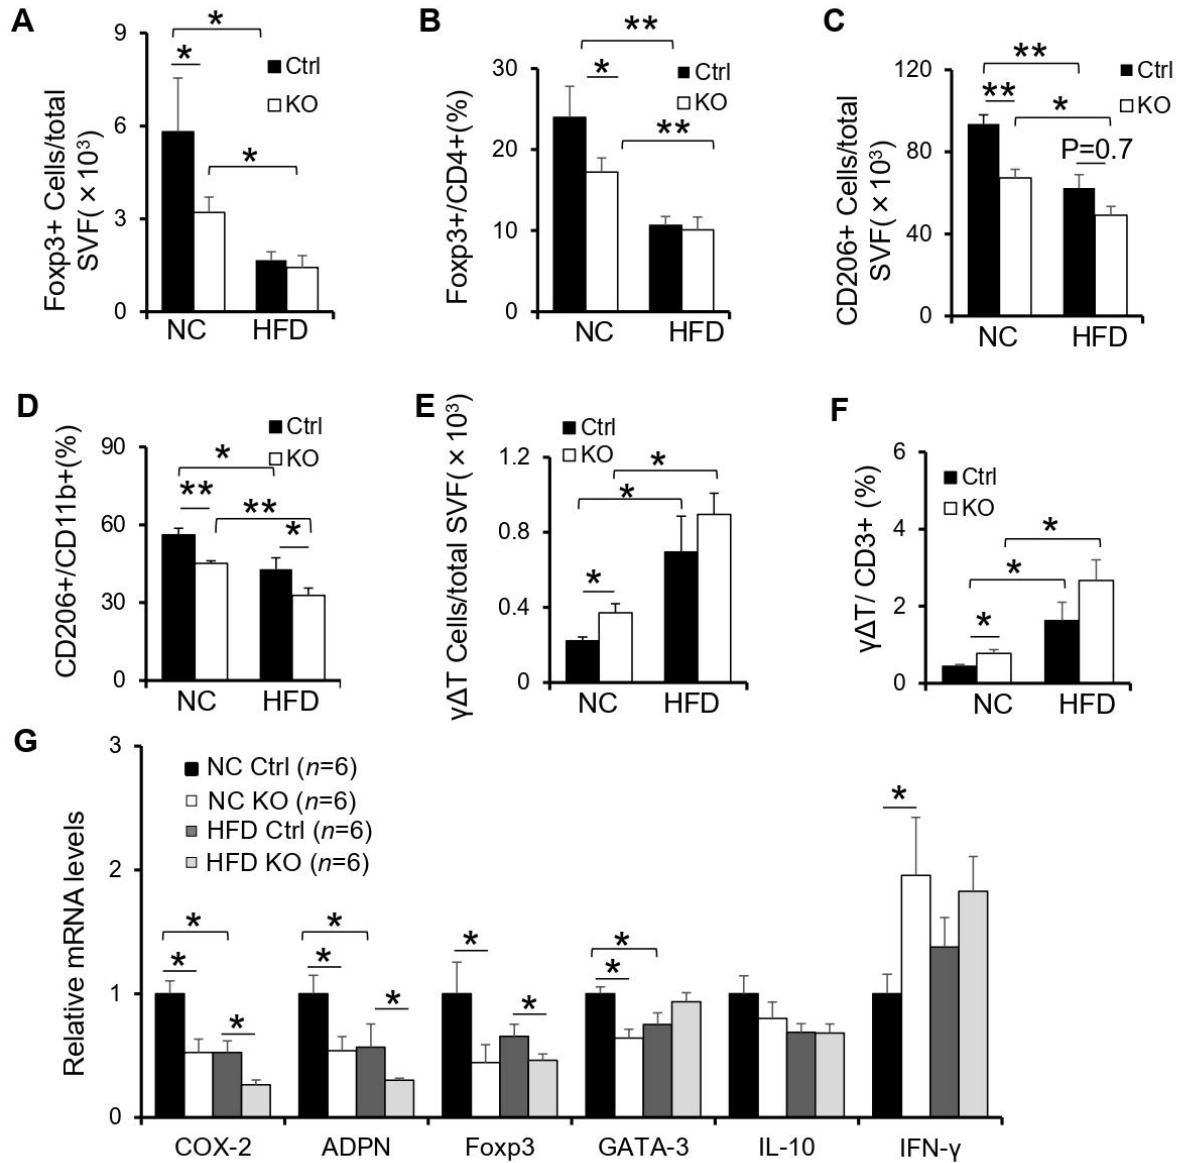 A
Foxp3+ Cells/total
SVF(×10³)
9
6
3
0
*
*
*
Ctrl
KO
NC
HFD
B
Foxp3+/CD4+(%)
30
20
10
0
**
*
**
Ctrl
KO
NC
HFD
C
CD206+ Cells/total
SVF(×10³)
120
80
40
0
**
**
*
P=0.7
Ctrl
KO
NC
HFD
D
CD206+/CD11b+(%)
90
60
30
0
*
**
**
*
Ctrl
KO
NC
HFD
E
γΔT Cells/total SVF(×10³)
1.2
0.8
0.4
0
Ctrl
KO
*
*
*
NC
HFD
F
γΔT/ CD3+ (%)
6
4
2
0
Ctrl
KO
*
*
*
NC
HFD
G
Relative mRNA levels
3
2
1
0
NC Ctrl (n=6)
NC KO (n=6)
HFD Ctrl (n=6)
HFD KO (n=6)
*
*
*
*
*
*
*
*
*
*
*
COX-2
ADPN
Foxp3
GATA-3
IL-10
IFN-γ